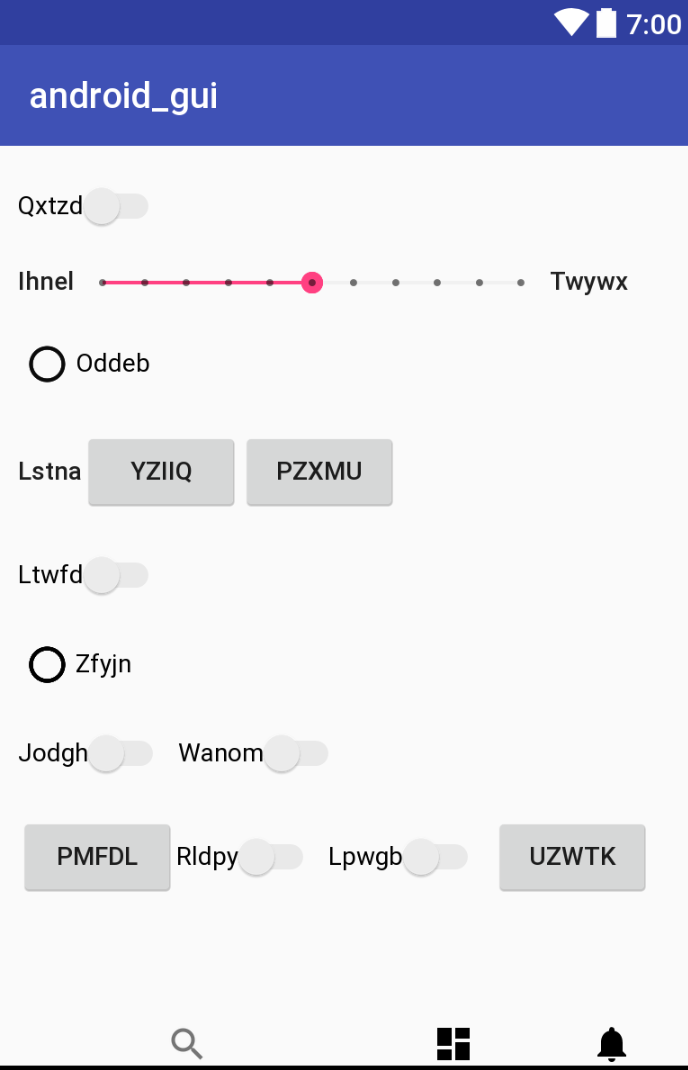 7:00
android_gui
Qxtzd
Ihnel Twywx
Oddeb
Lstna YZIIQ PZXMU
Ltwfd
Zfyjn
Jodgh Wanom
PMFDL Rldpy Lpwgb UZWTK